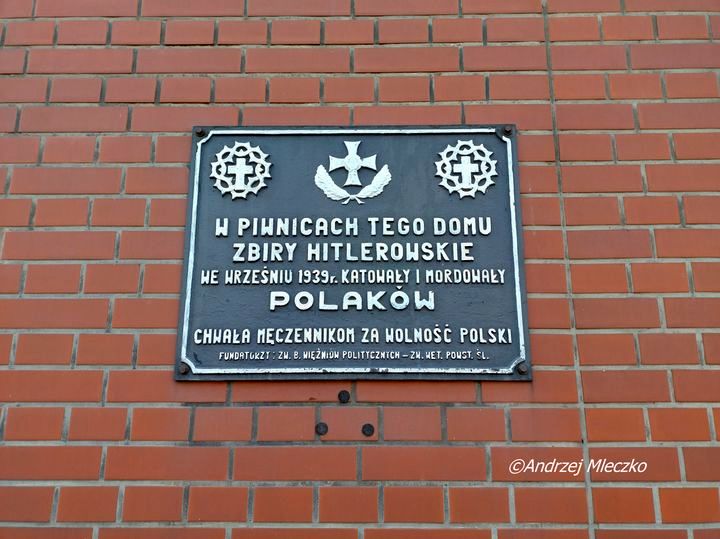 W PIWNICACH TEGO DOMU
ZBIRY HITLEROWSKIE
WE WRZEŚNIU 1939r. KATOWAŁY I MORDOWAŁY
POLAKÓW
CHWAŁA MĘCZENNIKOM ZA WOLNOŚĆ POLSKI
FUNDATORZY: ZW. B. WIĘŹNIÓW POLITYCZNYCH – ZW. WET. POWST. ŚL.
©Andrzej Mleczko